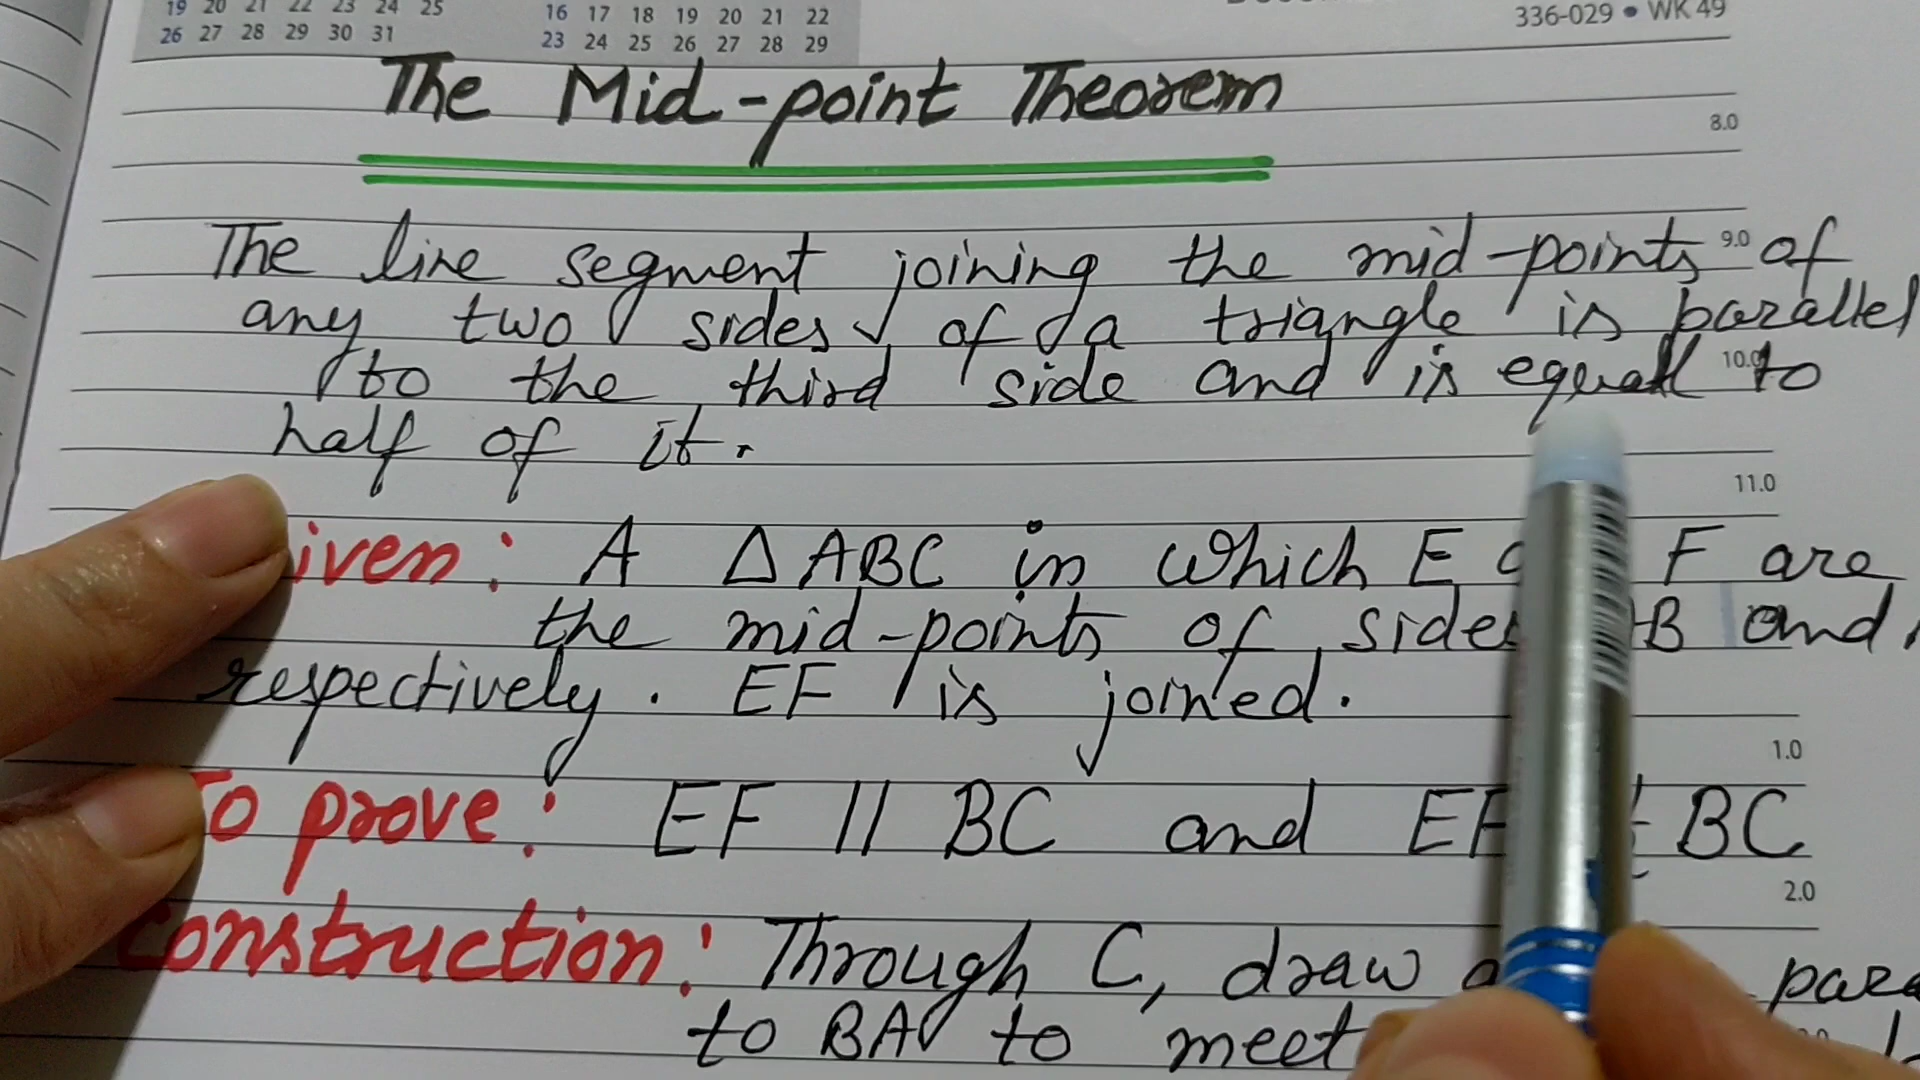 19 20 21 22 23 24 25
26 27 28 29 30 31
16 17 18 19 20 21 22
23 24 25 26 27 28 29
336-029 • WK 49
The Mid-point Theorem
8.0
The line segment joining the mid-points 9.0 of
any two sides of a triangle is parallel
to the third side and is equal 10.0 to
half of it.
11.0
iven: A △ABC in which E F are
the mid-points of side B and
respectively. EF is joined.
1.0
To prove: EF || BC and EF BC
2.0
Construction: Through C, draw para
to BA to meet